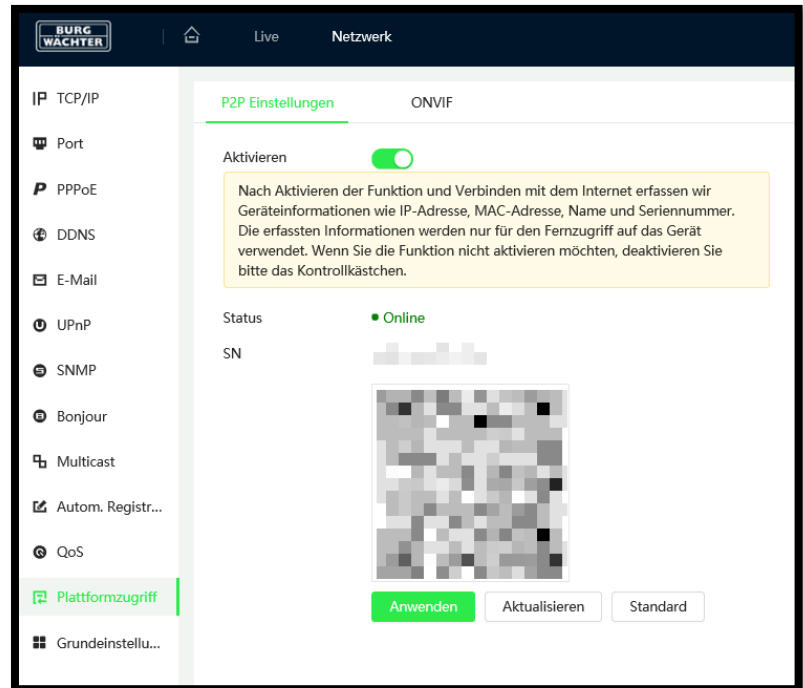 BURG
WÄCHTER
Live
Netzwerk
TCP/IP
Port
PPPoE
DDNS
E-Mail
UPnP
SNMP
Bonjour
Multicast
Autom. Registr...
QoS
Plattformzugriff
Grundeinstellu...
P2P Einstellungen
ONVIF
Aktivieren
Nach Aktivieren der Funktion und Verbinden mit dem Internet erfassen wir
Geräteinformationen wie IP-Adresse, MAC-Adresse, Name und Seriennummer.
Die erfassten Informationen werden nur für den Fernzugriff auf das Gerät
verwendet. Wenn Sie die Funktion nicht aktivieren möchten, deaktivieren Sie
bitte das Kontrollkästchen.
Status
Online
SN
Anwenden
Aktualisieren
Standard